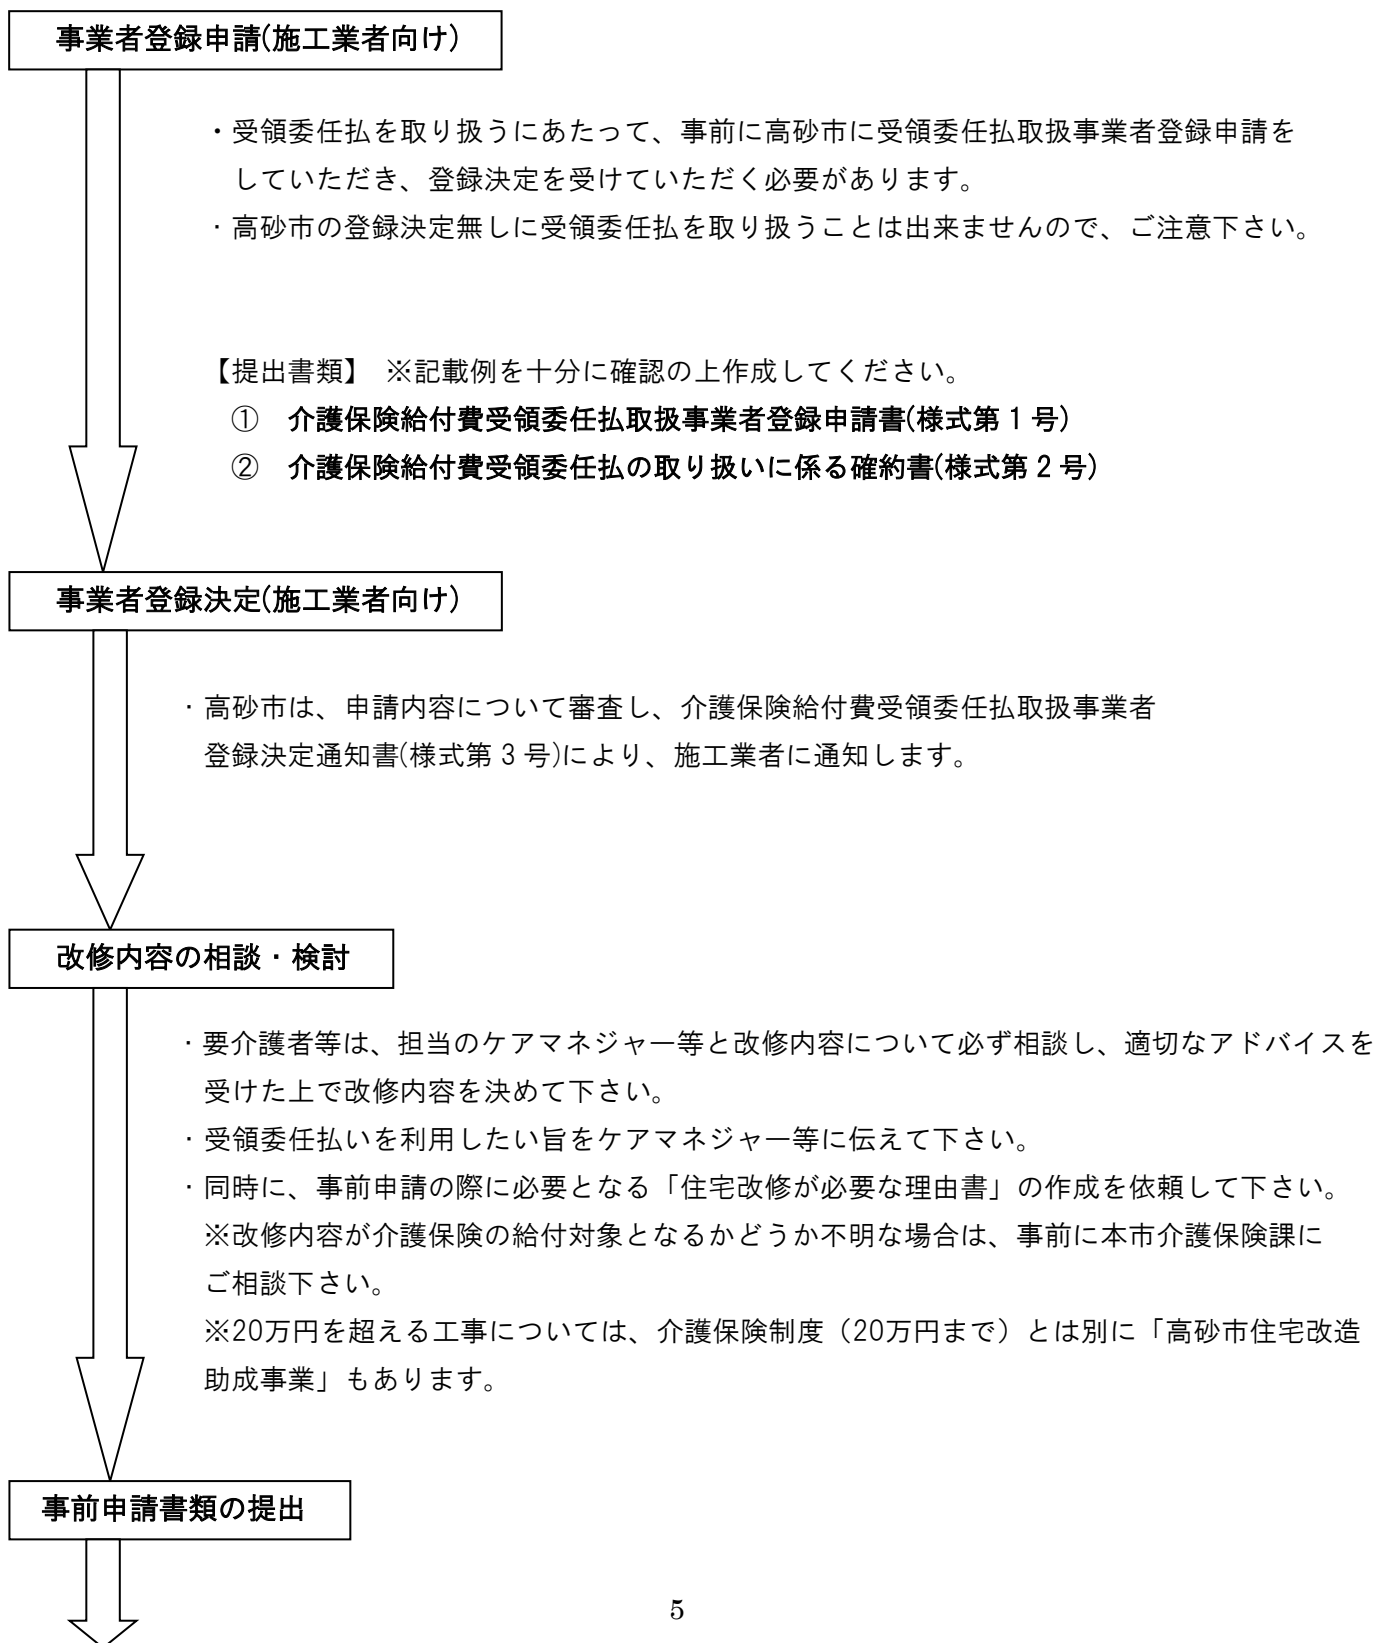 事業者登録申請(施工業者向け)
・受領委任払を取り扱うにあたって、事前に高砂市に受領委任払取扱事業者登録申請を
していただき、登録決定を受けていただく必要があります。
・高砂市の登録決定無しに受領委任払を取り扱うことは出来ませんので、ご注意下さい。
【提出書類】 ※記載例を十分に確認の上作成してください。
① 介護保険給付費受領委任払取扱事業者登録申請書(様式第1号)
② 介護保険給付費受領委任払の取り扱いに係る確約書(様式第2号)
事業者登録決定(施工業者向け)
・高砂市は、申請内容について審査し、介護保険給付費受領委任払取扱事業者
登録決定通知書(様式第3号)により、施工業者に通知します。
改修内容の相談・検討
・要介護者等は、担当のケアマネジャー等と改修内容について必ず相談し、適切なアドバイスを
受けた上で改修内容を決めて下さい。
・受領委任払いを利用したい旨をケアマネジャー等に伝えて下さい。
・同時に、事前申請の際に必要となる「住宅改修が必要な理由書」の作成を依頼して下さい。
※改修内容が介護保険の給付対象となるかどうか不明な場合は、事前に本市介護保険課に
ご相談下さい。
※20万円を超える工事については、介護保険制度（20万円まで）とは別に「高砂市住宅改造
助成事業」もあります。
事前申請書類の提出
5